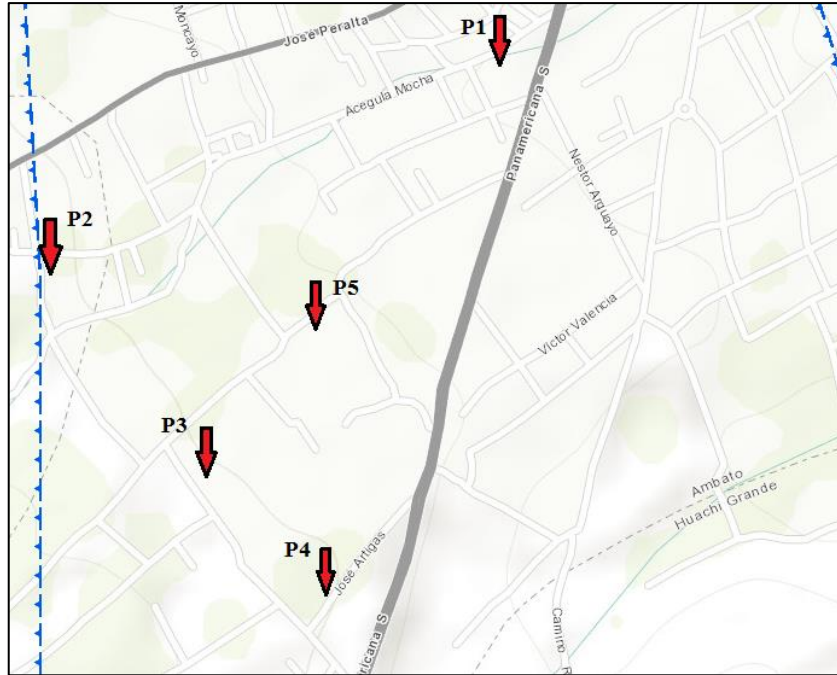 P1
Moncayo
José Peralta
Acegula Mocha
Panamericana S
Nestor Arguayo
P2
P5
Victor Valencia
P3
Ambato
Huachi Grande
P4
José Artigas
ricana S
Camino R